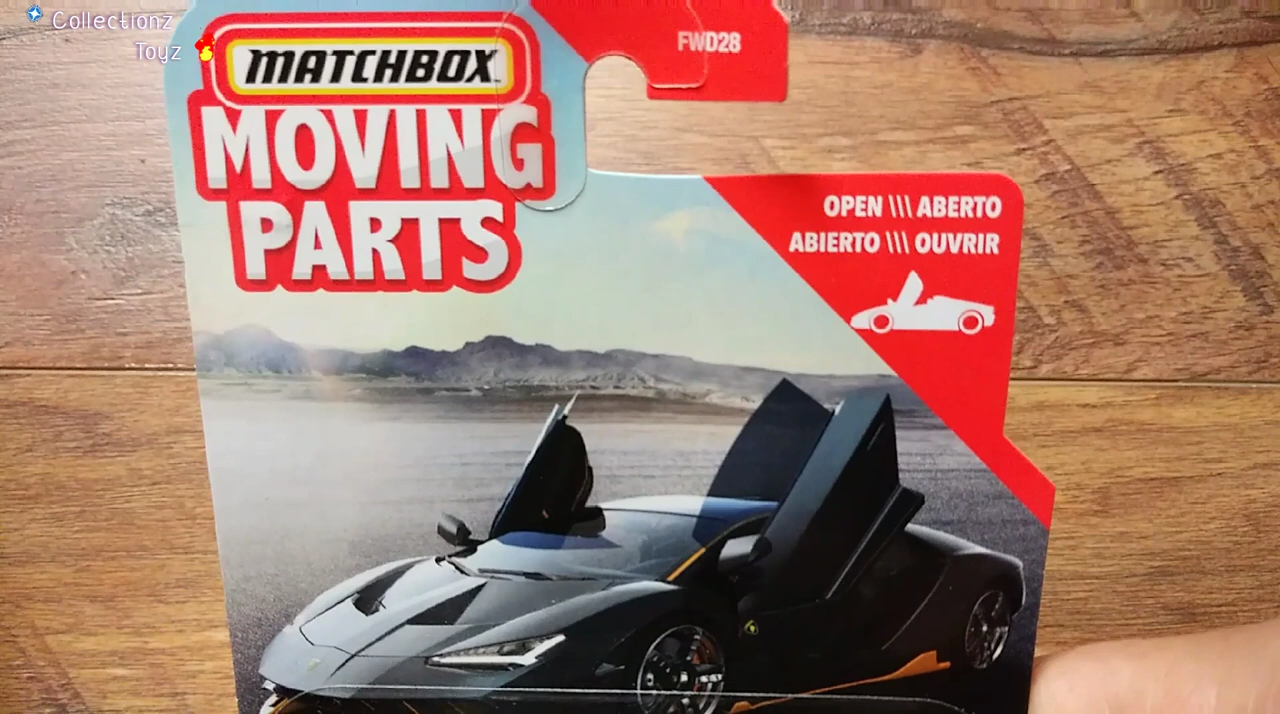 Collectionz
Toyz
MATCHBOX
MOVING
PARTS
FWD28
OPEN \\\ ABERTO
ABIERTO \\\ OUVRIR